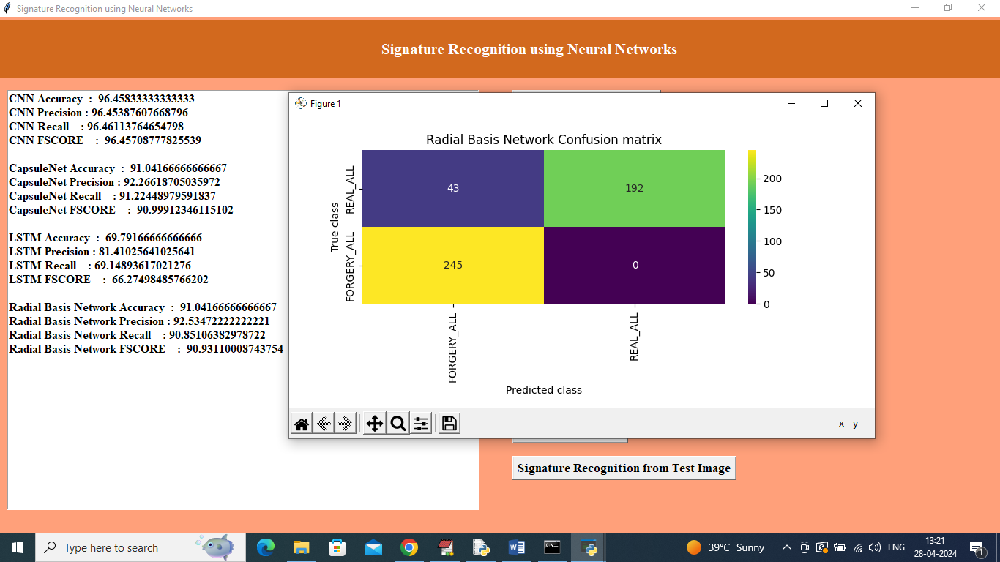 Signature Recognition using Neural Networks
Signature Recognition using Neural Networks
CNN Accuracy : 96.45833333333333
CNN Precision : 96.45387607668796
CNN Recall : 96.46113764654798
CNN FSCORE : 96.45708777825539
CapsuleNet Accuracy : 91.04166666666667
CapsuleNet Precision : 92.26618705035972
CapsuleNet Recall : 91.22448979591837
CapsuleNet FSCORE : 90.99912346115102
LSTM Accuracy : 69.79166666666666
LSTM Precision : 81.41025641025641
LSTM Recall : 69.14893617021276
LSTM FSCORE : 66.27498485766202
Radial Basis Network Accuracy : 91.04166666666667
Radial Basis Network Precision : 92.53472222222221
Radial Basis Network Recall : 90.85106382978722
Radial Basis Network FSCORE : 90.93110008743754
Figure 1
Radial Basis Network Confusion matrix
True class
REAL_ALL
FORGERY_ALL
43 192
245 0
FORGERY_ALL
REAL_ALL
Predicted class
200
150
100
50
0
x= y=
Signature Recognition from Test Image
Type here to search
39°C Sunny
ENG
13:21
28-04-2024
1